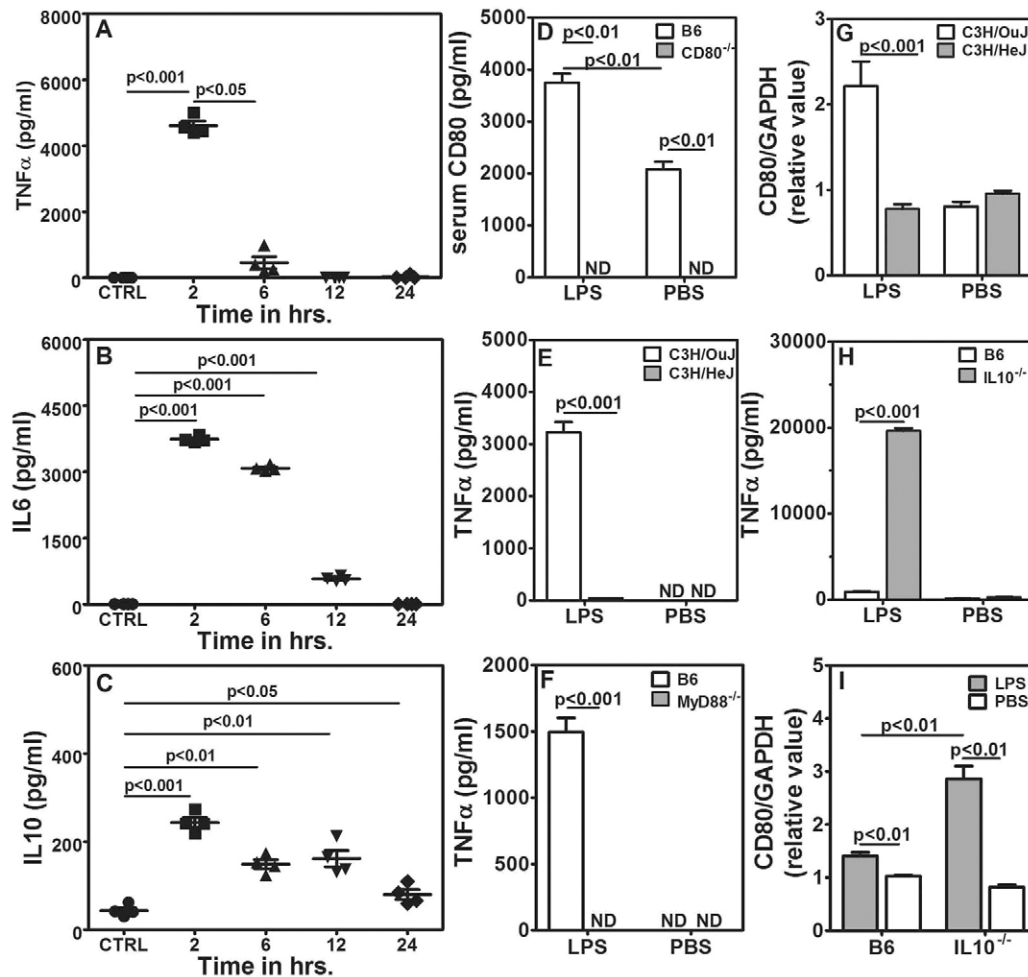 A
TNFα (pg/ml)
8000
6000
4000
2000
0
p<0.001
p<0.05
CTRL 2 6 12 24
Time in hrs.
B
IL6 (pg/ml)
6000
4500
3000
1500
0
p<0.001
p<0.001
p<0.001
CTRL 2 6 12 24
Time in hrs.
C
IL10 (pg/ml)
600
400
200
0
p<0.05
p<0.01
p<0.01
p<0.001
CTRL 2 6 12 24
Time in hrs.
D
serum CD80 (pg/ml)
5000
4000
3000
2000
1000
0
B6
CD80-/-
p<0.01
p<0.01
p<0.01
ND ND
LPS PBS
E
TNFα (pg/ml)
5000
4000
3000
2000
1000
0
C3H/OuJ
C3H/HeJ
p<0.001
ND ND
LPS PBS
F
TNFα (pg/ml)
2000
1500
1000
500
0
B6
MyD88-/-
p<0.001
ND ND ND
LPS PBS
G
CD80/GAPDH
(relative value)
3
2
1
0
C3H/OuJ
C3H/HeJ
p<0.001
LPS PBS
H
TNFα (pg/ml)
30000
20000
10000
0
B6
IL10-/-
p<0.001
LPS PBS
I
CD80/GAPDH
(relative value)
5
4
3
2
1
0
LPS
PBS
p<0.01
p<0.01
p<0.01
B6 IL10-/-